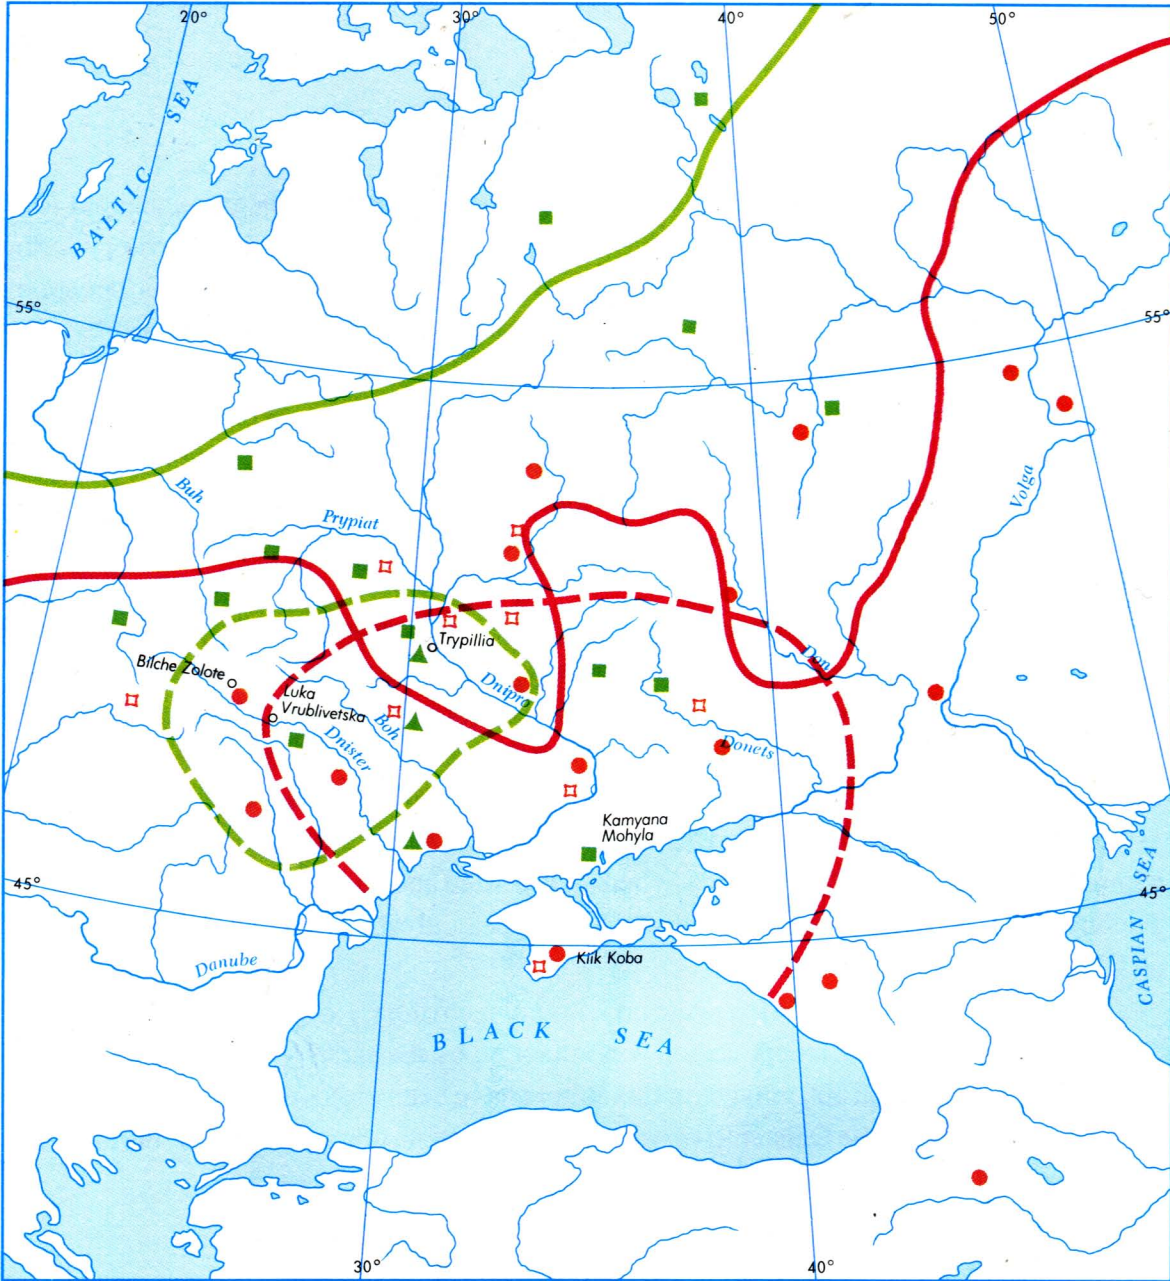 20°
30°
40°
50°
BALTIC SEA
55°
55°
Buh
Prypiat
Volga
Trypillia
Bilche Zolote
Luka
Vrublivetska
Dnipro
Boh
Dnister
Don
Donets
Kamyana
Mohyla
45°
45°
CASPIAN SEA
Danube
Kiik Koba
BLACK SEA
30°
40°